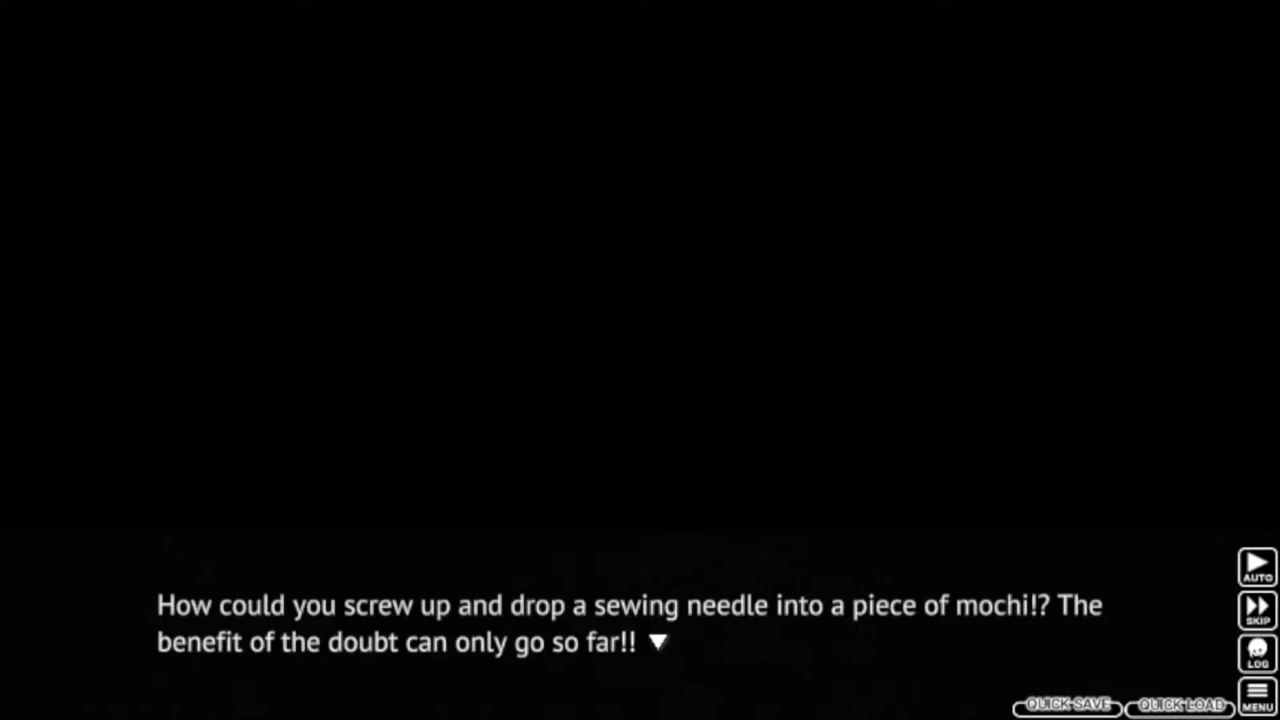 How could you screw up and drop a sewing needle into a piece of mochi!? The
benefit of the doubt can only go so far!!
AUTO
SKIP
LOG
MENU
QUICK SAVE
QUICK LOAD